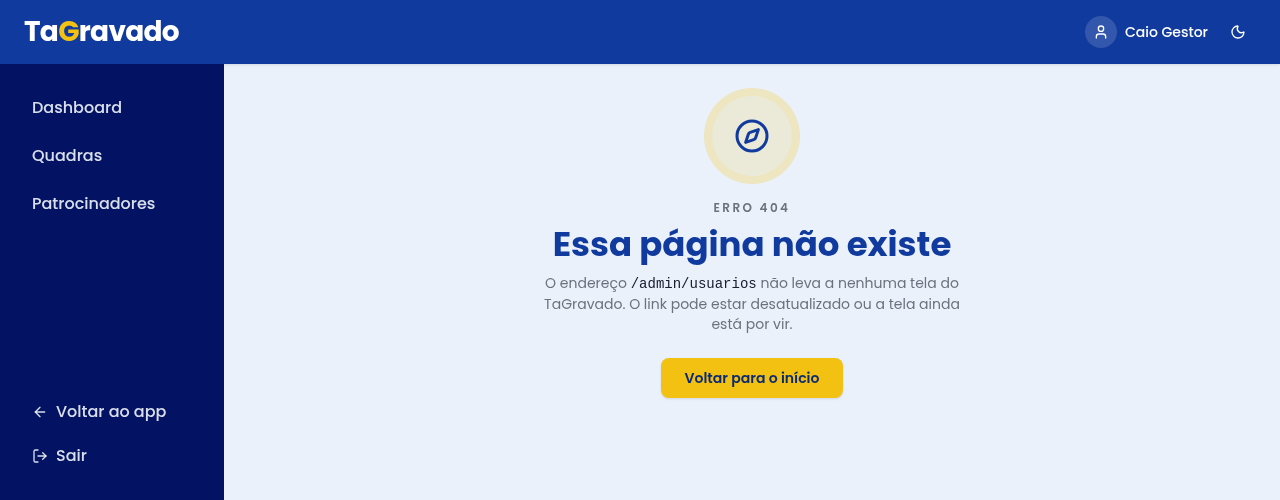 TaGravado
Caio Gestor
Dashboard
Quadras
Patrocinadores
Voltar ao app
Sair
ERRO 404
Essa página não existe
O endereço /admin/usuarios não leva a nenhuma tela do
TaGravado. O link pode estar desatualizado ou a tela ainda
está por vir.
Voltar para o início